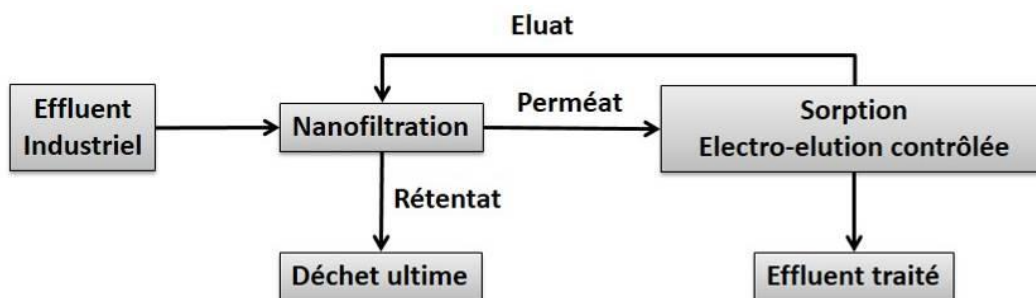 Eluat
Effluent
Industriel
Nanofiltration
Perméat
Sorption
Electro-elution contrôlée
Rétentat
Déchet ultime
Effluent traité